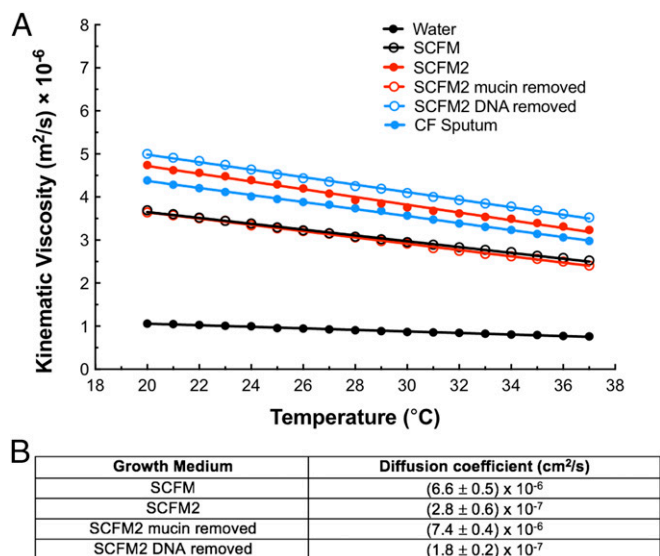 A
Water
SCFM
SCFM2
SCFM2 mucin removed
SCFM2 DNA removed
CF Sputum
Kinematic Viscosity (m²/s) × 10⁻⁶
8
7
6
5
4
3
2
1
0
18 20 22 24 26 28 30 32 34 36 38
Temperature (°C)
B
Growth Medium Diffusion coefficient (cm²/s)
SCFM (6.6 ± 0.5) x 10⁻⁶
SCFM2 (2.8 ± 0.6) x 10⁻⁷
SCFM2 mucin removed (7.4 ± 0.4) x 10⁻⁶
SCFM2 DNA removed (1.8 ± 0.2) x 10⁻⁷